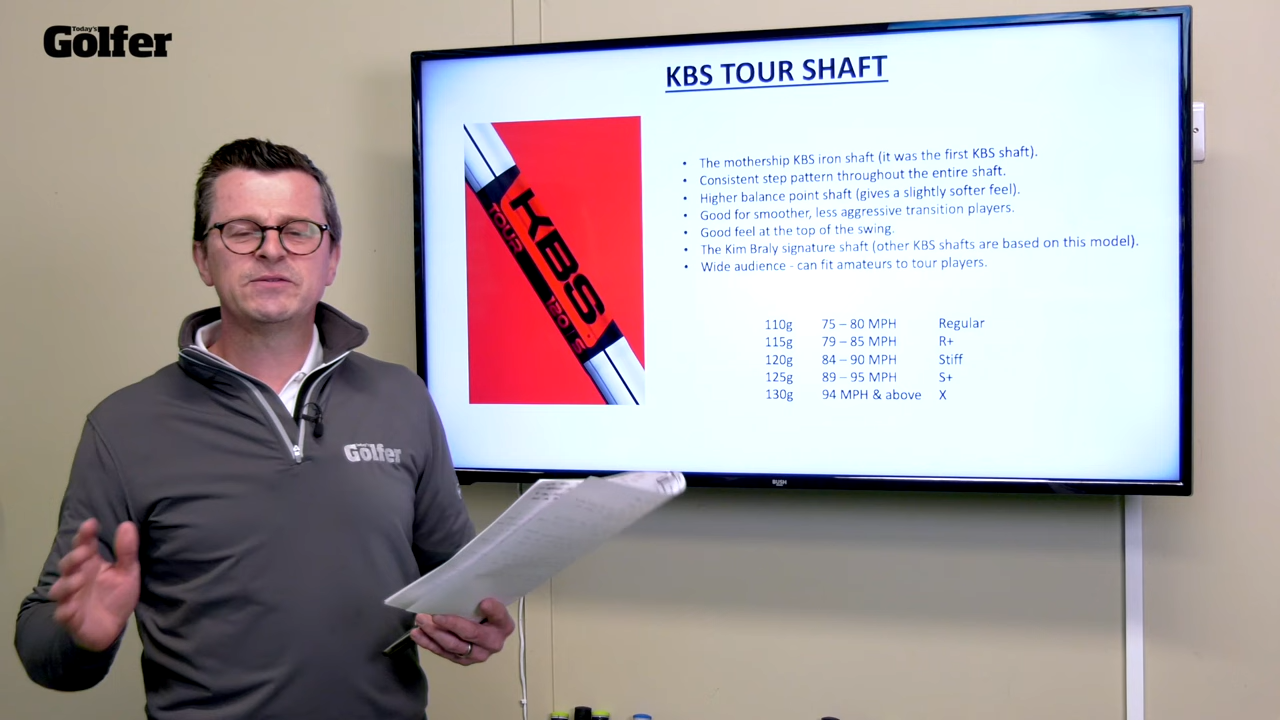 Today's
Golfer
KBS TOUR SHAFT
• The mothership KBS iron shaft (it was the first KBS shaft).
• Consistent step pattern throughout the entire shaft.
• Higher balance point shaft (gives a slightly softer feel).
• Good for smoother, less aggressive transition players.
• Good feel at the top of the swing.
• The Kim Braly signature shaft (other KBS shafts are based on this model).
• Wide audience - can fit amateurs to tour players.
KBS
TOUR 120 S
110g 75 – 80 MPH Regular
115g 79 – 85 MPH R+
120g 84 – 90 MPH Stiff
125g 89 – 95 MPH S+
130g 94 MPH & above X
Golfer
BUSH